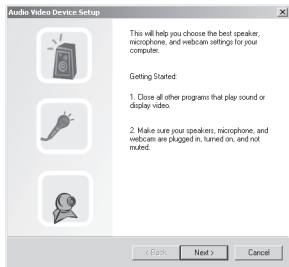 Audio Video Device Setup
This will help you choose the best speaker,
microphone, and webcam settings for your
computer.
Getting Started:
1. Close all other programs that play sound or
display video.
2. Make sure your speakers, microphone, and
webcam are plugged in, turned on, and not
muted.
< Back Next > Cancel